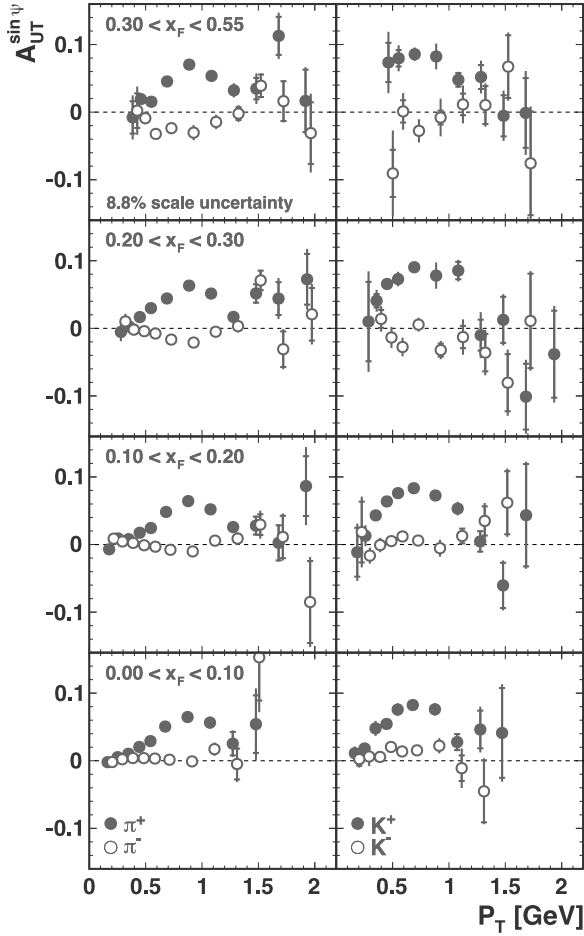 A_UT^sin ψ
0.30 < x_F < 0.55
0.1
0
-0.1
8.8% scale uncertainty
0.20 < x_F < 0.30
0.1
0
-0.1
0.10 < x_F < 0.20
0.1
0
-0.1
0.00 < x_F < 0.10
0.1
0
-0.1
π+ K+
π- K-
0 0.5 1 1.5 2 0.5 1 1.5 2
P_T [GeV]